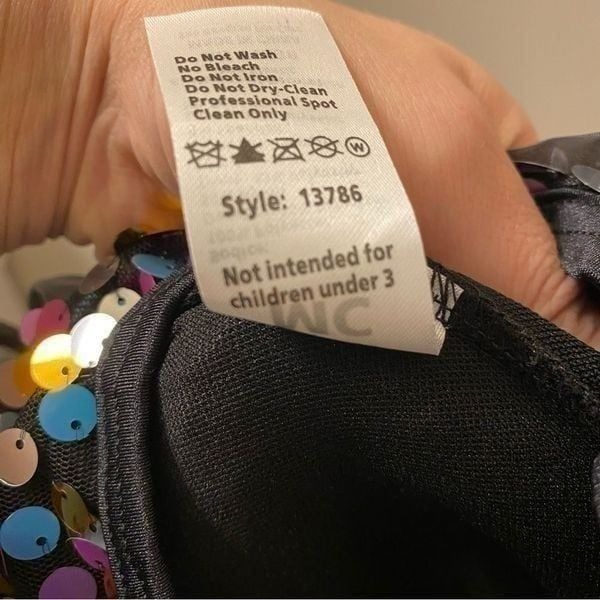 Do Not Wash
No Bleach
Do Not Iron
Do Not Dry-Clean
Professional Spot
Clean Only
W
Style: 13786
Not intended for
children under 3